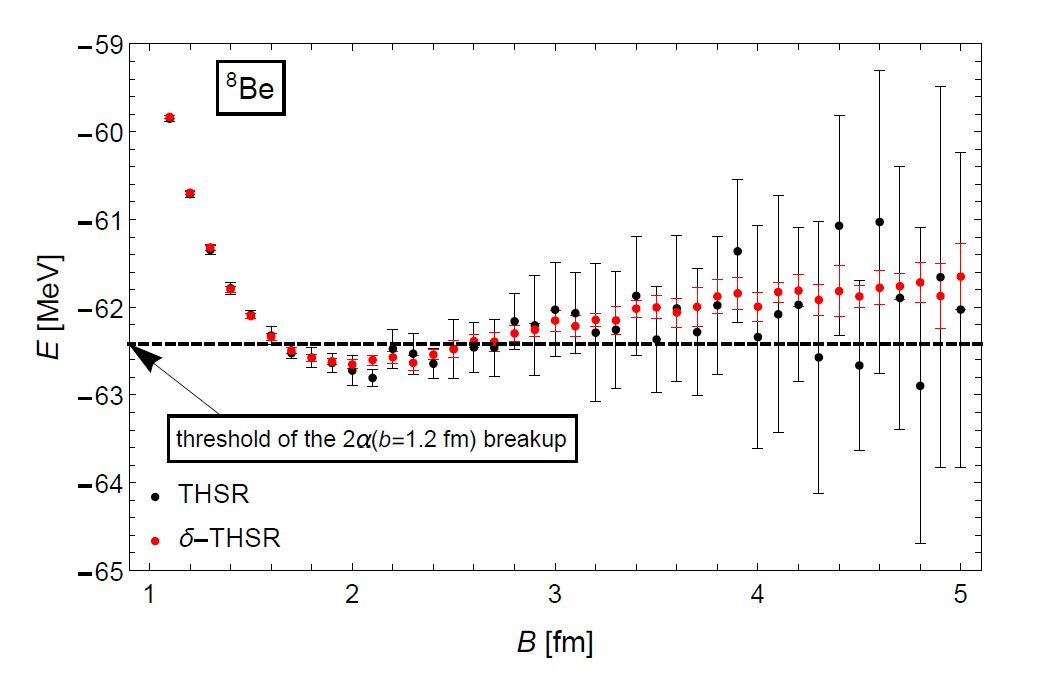 −59
−60
−61
−62
−63
−64
−65
E [MeV]
⁸Be
threshold of the 2α(b=1.2 fm) breakup
THSR
δ−THSR
1 2 3 4 5
B [fm]